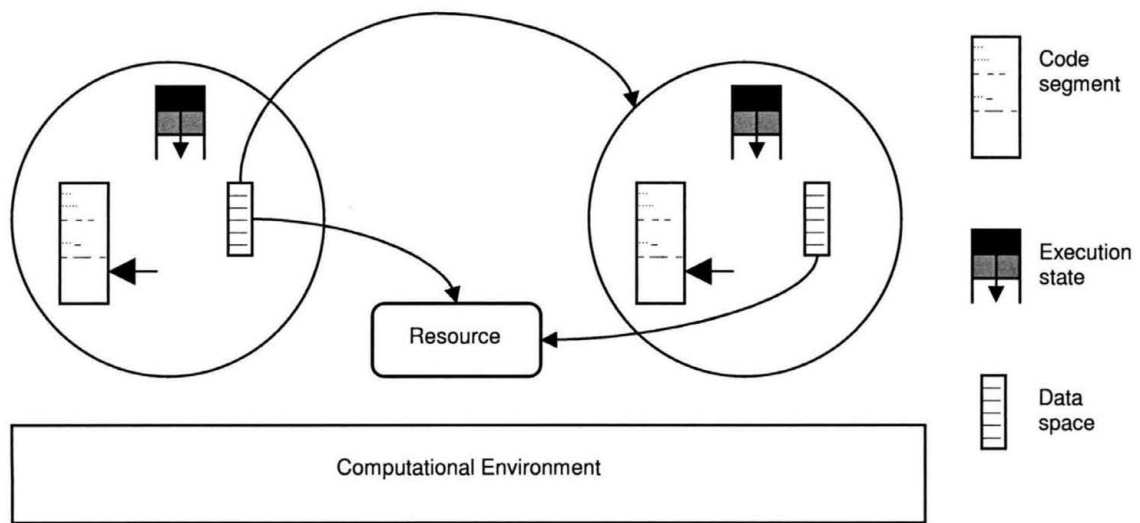 Code
segment
Execution
state
Resource
Data
space
Computational Environment